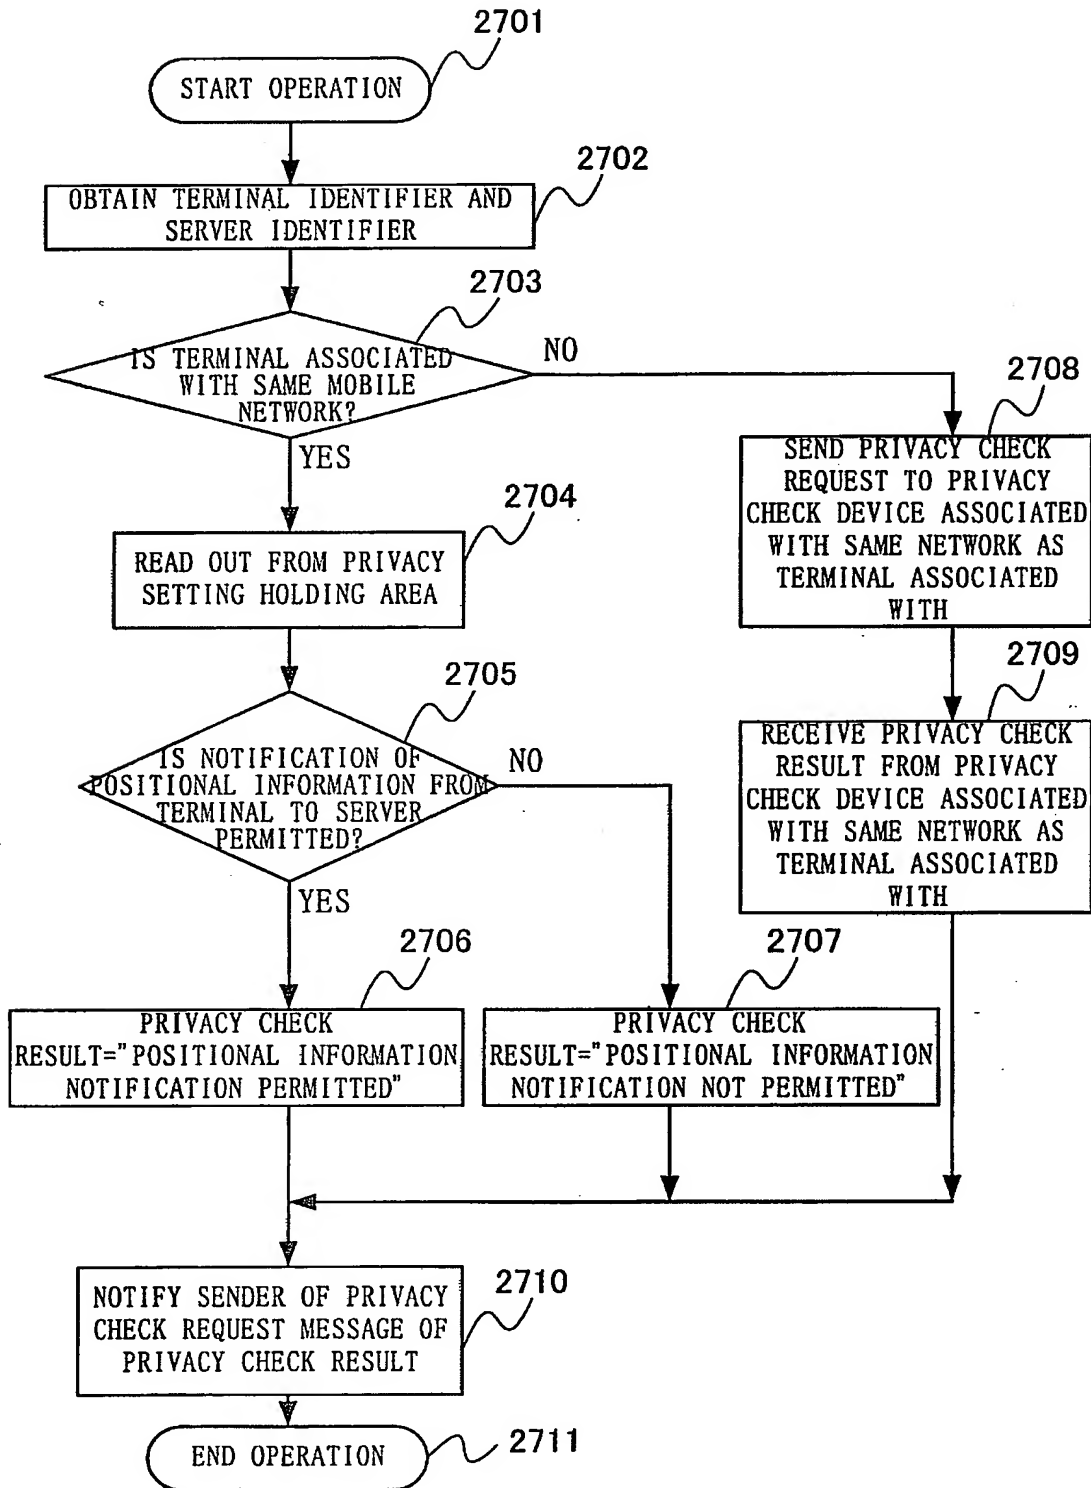 2701
START OPERATION
2702
OBTAIN TERMINAL IDENTIFIER AND
SERVER IDENTIFIER
2703
IS TERMINAL ASSOCIATED
WITH SAME MOBILE
NETWORK?
NO
YES
2708
SEND PRIVACY CHECK
REQUEST TO PRIVACY
CHECK DEVICE ASSOCIATED
WITH SAME NETWORK AS
TERMINAL ASSOCIATED
WITH
2704
READ OUT FROM PRIVACY
SETTING HOLDING AREA
2709
RECEIVE PRIVACY CHECK
RESULT FROM PRIVACY
CHECK DEVICE ASSOCIATED
WITH SAME NETWORK AS
TERMINAL ASSOCIATED
WITH
2705
IS NOTIFICATION OF
POSITIONAL INFORMATION FROM
TERMINAL TO SERVER
PERMITTED?
NO
YES
2706
PRIVACY CHECK
RESULT="POSITIONAL INFORMATION
NOTIFICATION PERMITTED"
2707
PRIVACY CHECK
RESULT="POSITIONAL INFORMATION
NOTIFICATION NOT PERMITTED"
2710
NOTIFY SENDER OF PRIVACY
CHECK REQUEST MESSAGE OF
PRIVACY CHECK RESULT
END OPERATION
2711